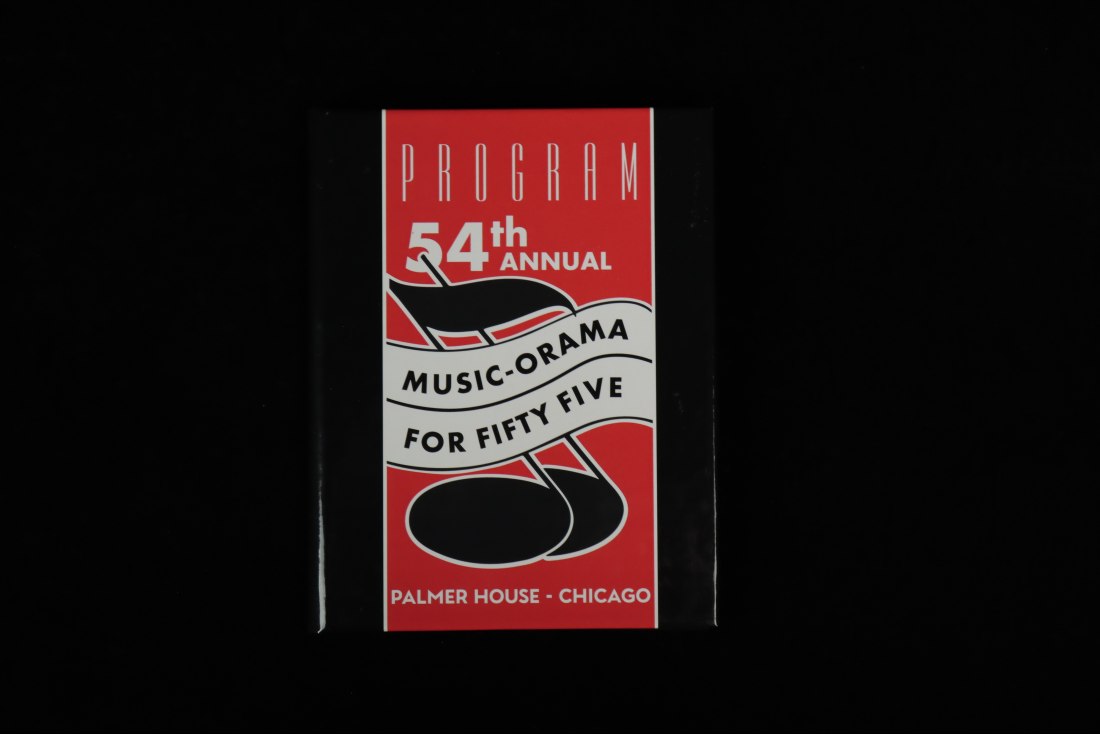 PROGRAM
54th
ANNUAL
MUSIC-ORAMA
FOR FIFTY FIVE
PALMER HOUSE - CHICAGO